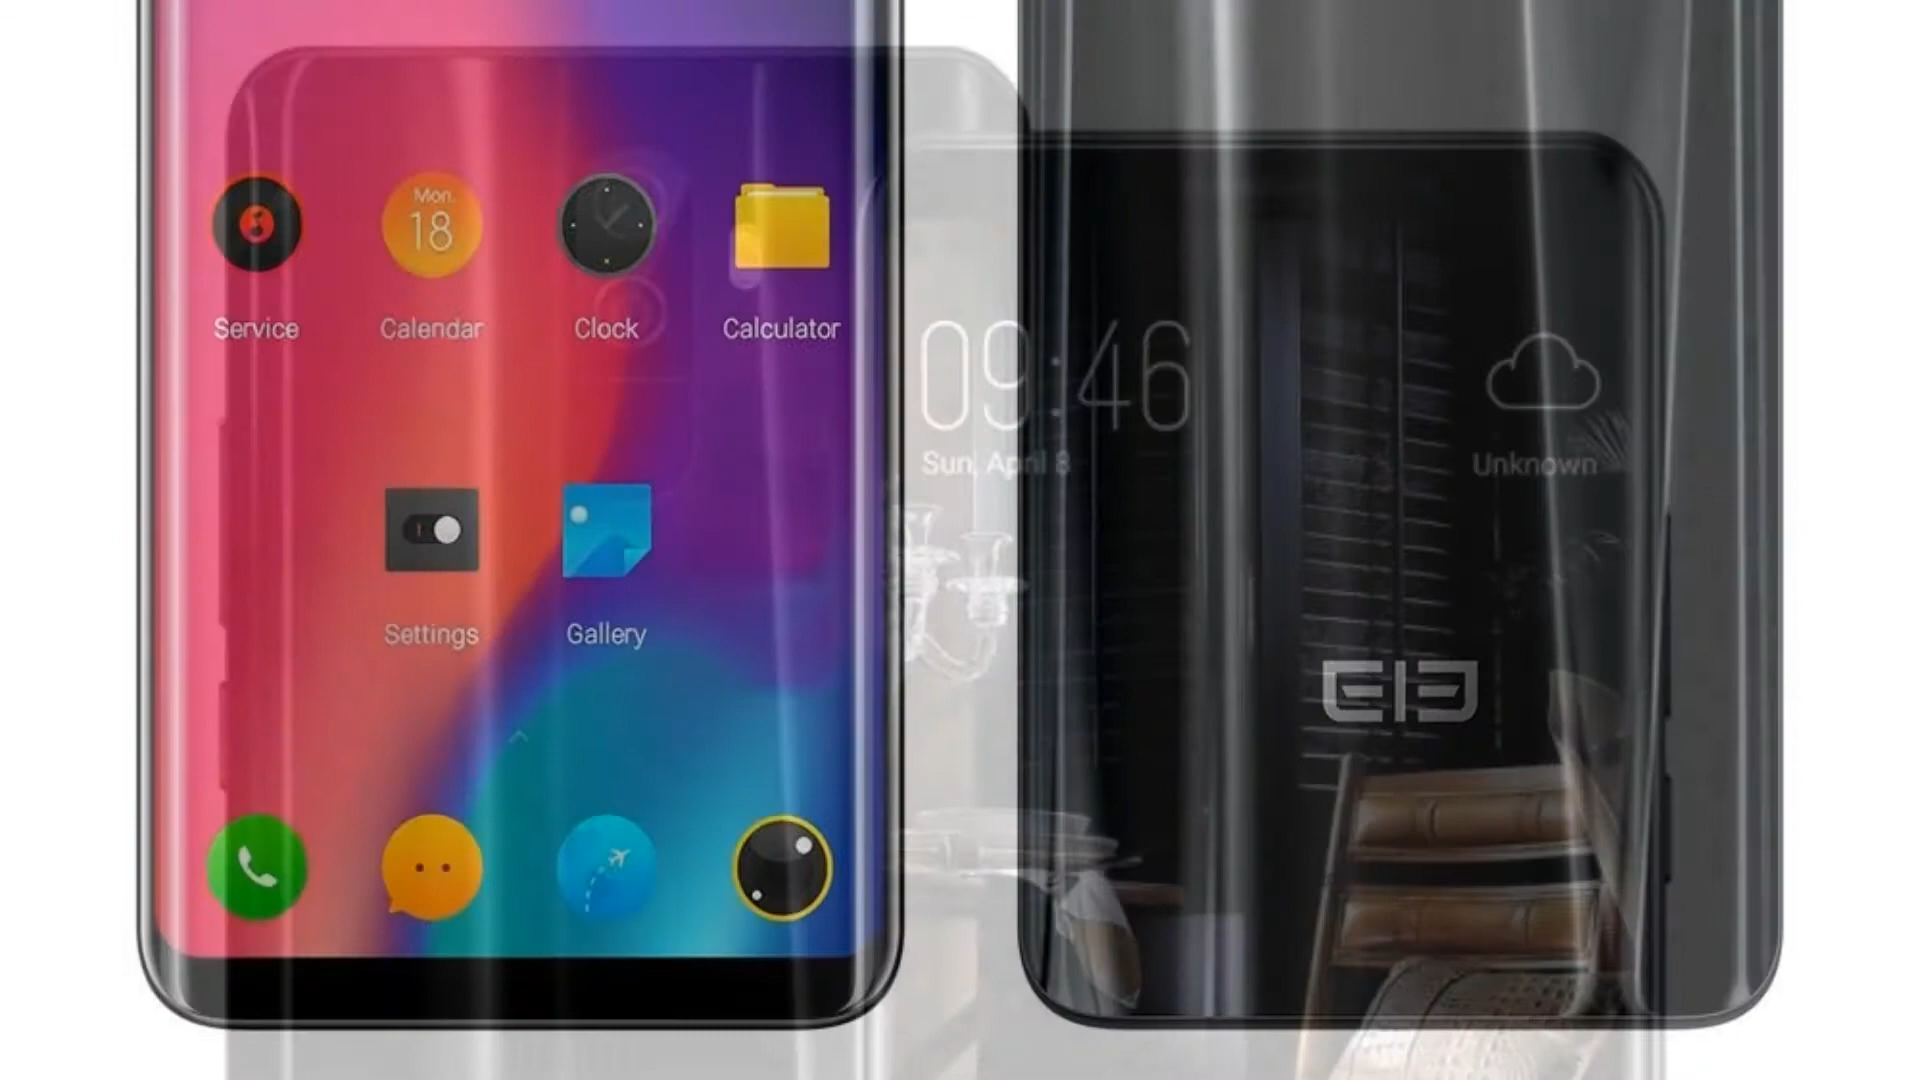 Mon.
18
Service
Calendar
Clock
Calculator
09:46
Sun, April 8
Unknown
Settings
Gallery